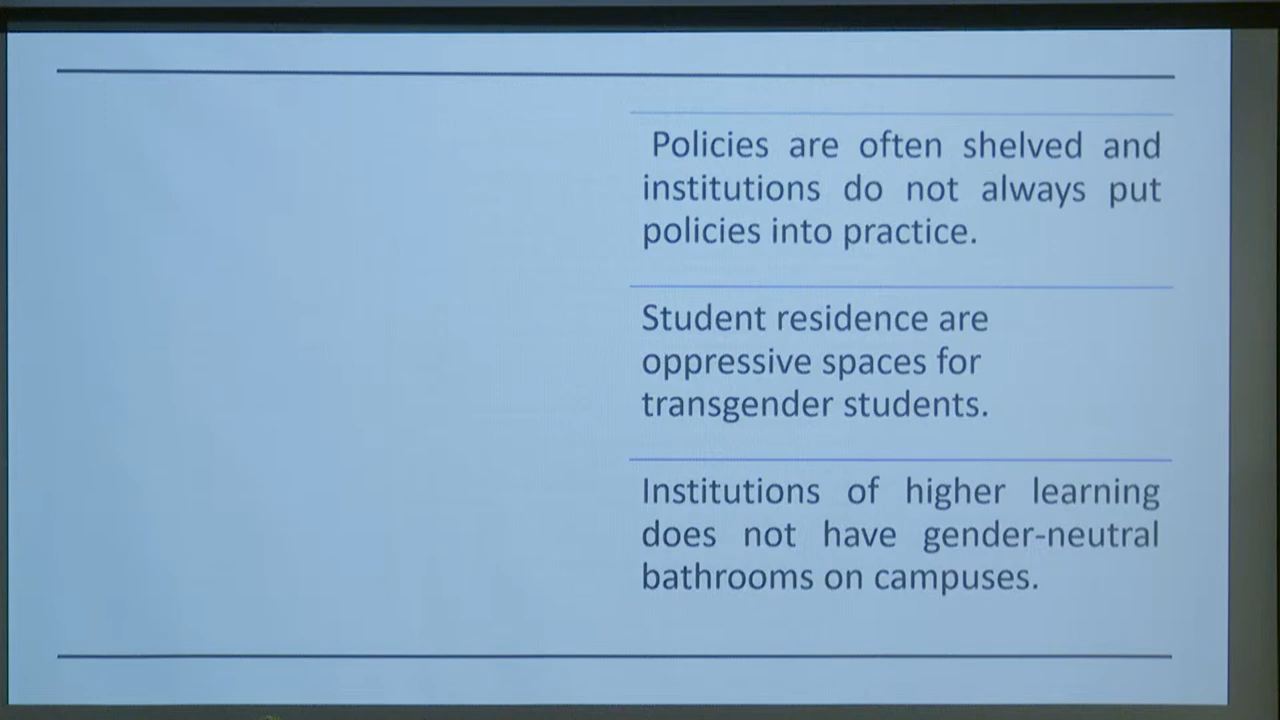 Policies are often shelved and
institutions do not always put
policies into practice.
Student residence are
oppressive spaces for
transgender students.
Institutions of higher learning
does not have gender-neutral
bathrooms on campuses.